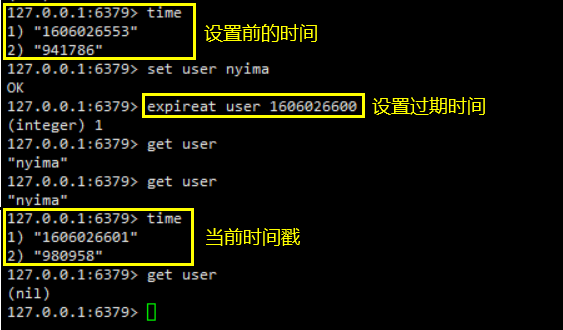 127.0.0.1:6379> time
1) "1606026553"
设置前的时间
2) "941786"
127.0.0.1:6379> set user nyima
OK
127.0.0.1:6379> expireat user 1606026600 设置过期时间
(integer) 1
127.0.0.1:6379> get user
"nyima"
127.0.0.1:6379> get user
"nyima"
127.0.0.1:6379> time
1) "1606026601"
当前时间戳
2) "980958"
127.0.0.1:6379> get user
(nil)
127.0.0.1:6379>